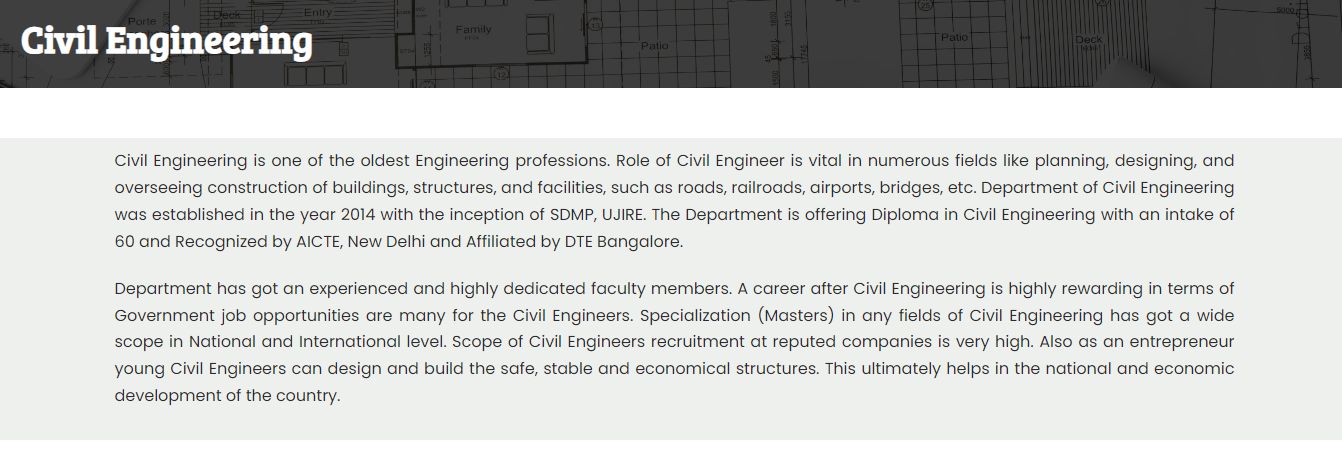 Civil Engineering
Porte
Deck
Entry
Family
Patio
Patio
Deck
Civil Engineering is one of the oldest Engineering professions. Role of Civil Engineer is vital in numerous fields like planning, designing, and
overseeing construction of buildings, structures, and facilities, such as roads, railroads, airports, bridges, etc. Department of Civil Engineering
was established in the year 2014 with the inception of SDMP, UJIRE. The Department is offering Diploma in Civil Engineering with an intake of
60 and Recognized by AICTE, New Delhi and Affiliated by DTE Bangalore.
Department has got an experienced and highly dedicated faculty members. A career after Civil Engineering is highly rewarding in terms of
Government job opportunities are many for the Civil Engineers. Specialization (Masters) in any fields of Civil Engineering has got a wide
scope in National and International level. Scope of Civil Engineers recruitment at reputed companies is very high. Also as an entrepreneur
young Civil Engineers can design and build the safe, stable and economical structures. This ultimately helps in the national and economic
development of the country.